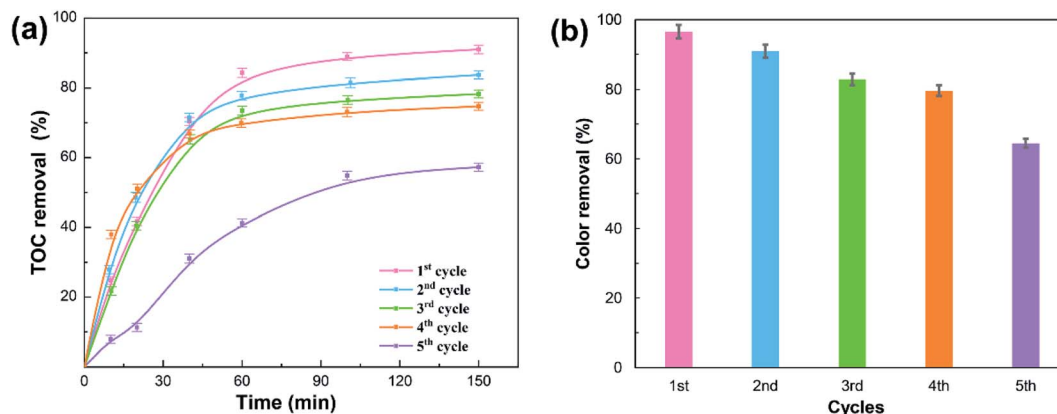 (a)
TOC removal (%)
100
80
60
40
20
0
30
60
90
120
150
Time (min)
1st cycle
2nd cycle
3rd cycle
4th cycle
5th cycle
(b)
Color removal (%)
100
80
60
40
20
0
1st
2nd
3rd
4th
5th
Cycles